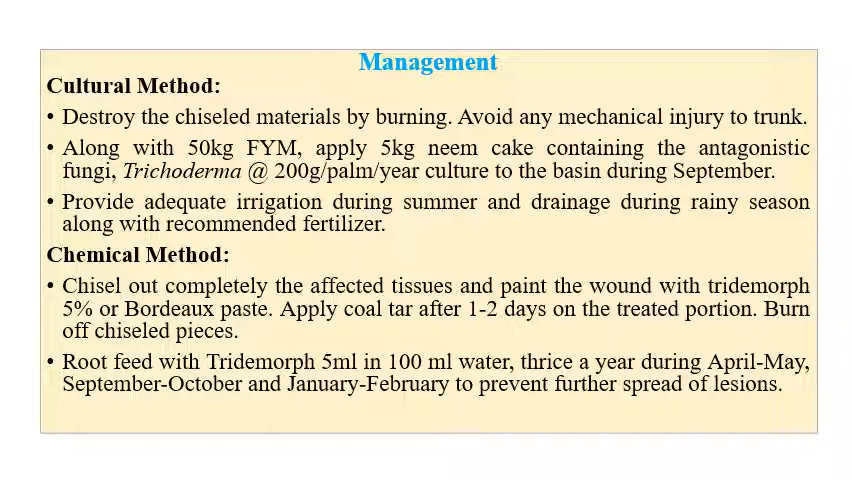 Management
Cultural Method:
• Destroy the chiseled materials by burning. Avoid any mechanical injury to trunk.
• Along with 50kg FYM, apply 5kg neem cake containing the antagonistic
fungi, Trichoderma @ 200g/palm/year culture to the basin during September.
• Provide adequate irrigation during summer and drainage during rainy season
along with recommended fertilizer.
Chemical Method:
• Chisel out completely the affected tissues and paint the wound with tridemorph
5% or Bordeaux paste. Apply coal tar after 1-2 days on the treated portion. Burn
off chiseled pieces.
• Root feed with Tridemorph 5ml in 100 ml water, thrice a year during April-May,
September-October and January-February to prevent further spread of lesions.